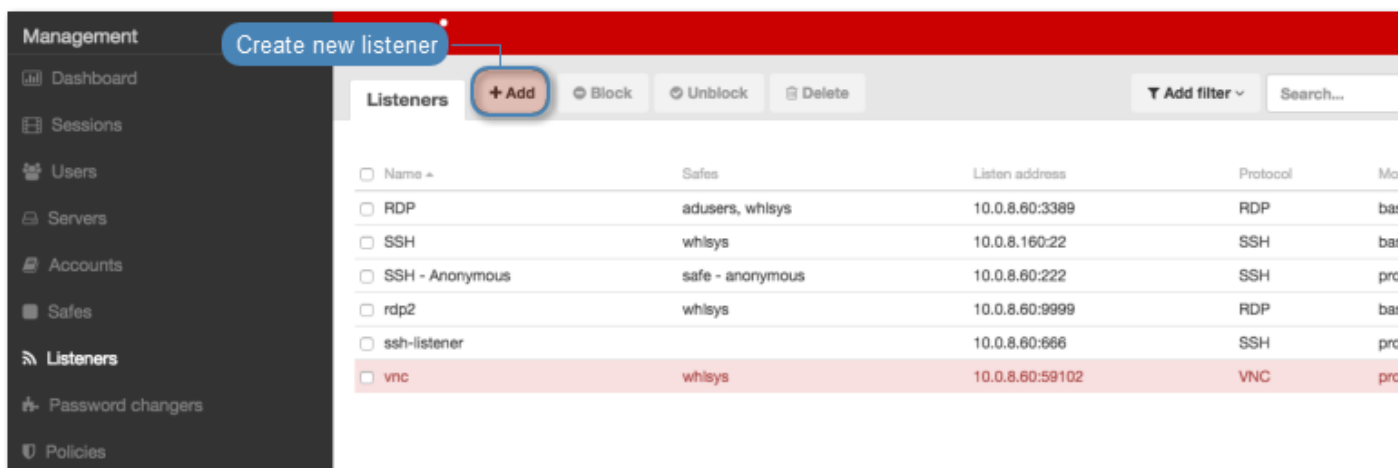 Management
Create new listener
Dashboard
Sessions
Users
Servers
Accounts
Safes
Listeners
Password changers
Policies
Listeners + Add Block Unblock Delete Add filter Search...
Name Safes Listen address Protocol
RDP adusers, whlsys 10.0.8.60:3389 RDP
SSH whlsys 10.0.8.160:22 SSH
SSH - Anonymous safe - anonymous 10.0.8.60:222 SSH
rdp2 whlsys 10.0.8.60:9999 RDP
ssh-listener 10.0.8.60:666 SSH
vnc whlsys 10.0.8.60:59102 VNC